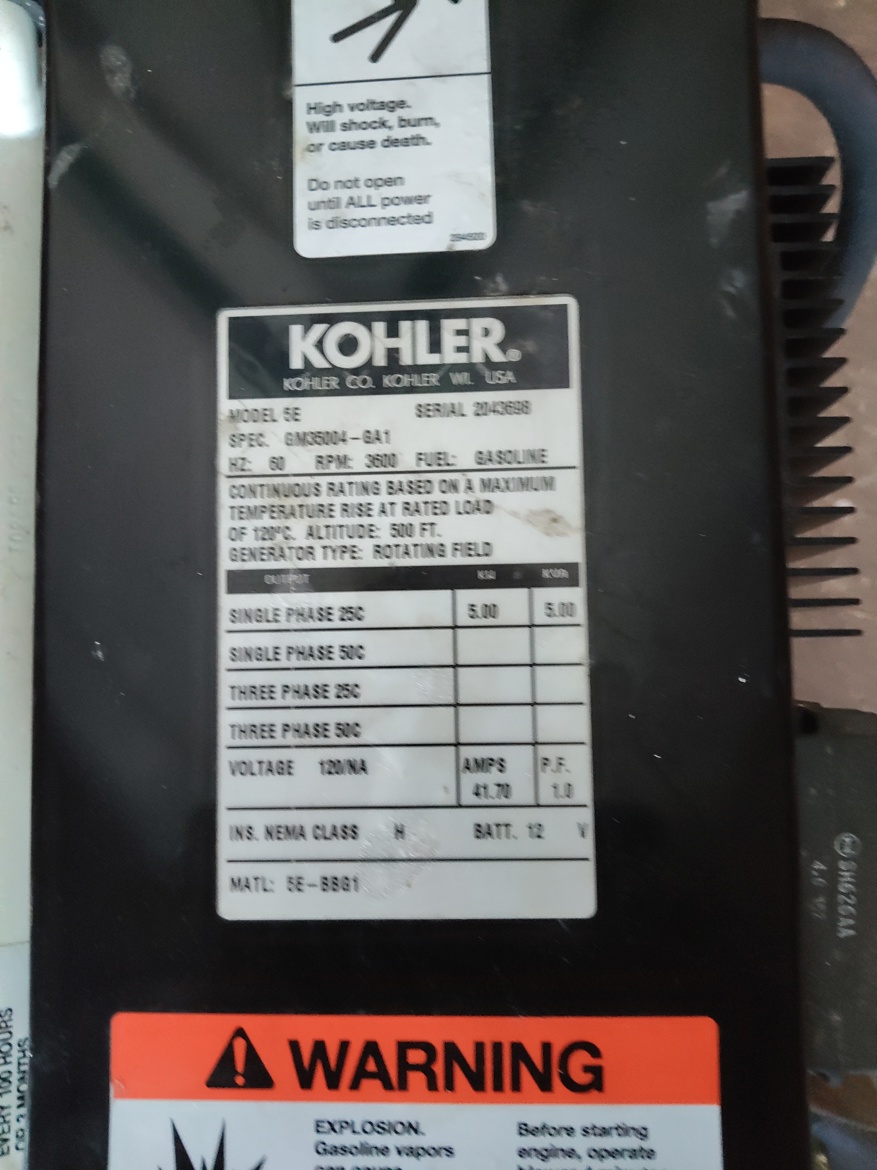 High voltage.
Will shock, burn,
or cause death.
Do not open
until ALL power
is disconnected
KOHLER.
KOHLER CO. KOHLER WI. USA
MODEL 5E SERIAL 2043698
SPEC. GM35004-GA1
HZ: 60 RPM: 3600 FUEL: GASOLINE
CONTINUOUS RATING BASED ON A MAXIMUM
TEMPERATURE RISE AT RATED LOAD
OF 120°C. ALTITUDE: 500 FT.
GENERATOR TYPE: ROTATING FIELD
OUTPUT
SINGLE PHASE 25C 5.00 5.00
SINGLE PHASE 50C
THREE PHASE 25C
THREE PHASE 50C
VOLTAGE 120/NA AMPS P.F.
41.70 1.0
INS. NEMA CLASS H BATT. 12 V
MATL: 5E-BBG1
WARNING
EXPLOSION.
Gasoline vapors
Before starting
engine, operate
EVERY 100 HOURS
OR 3 MONTHS
SH626AA